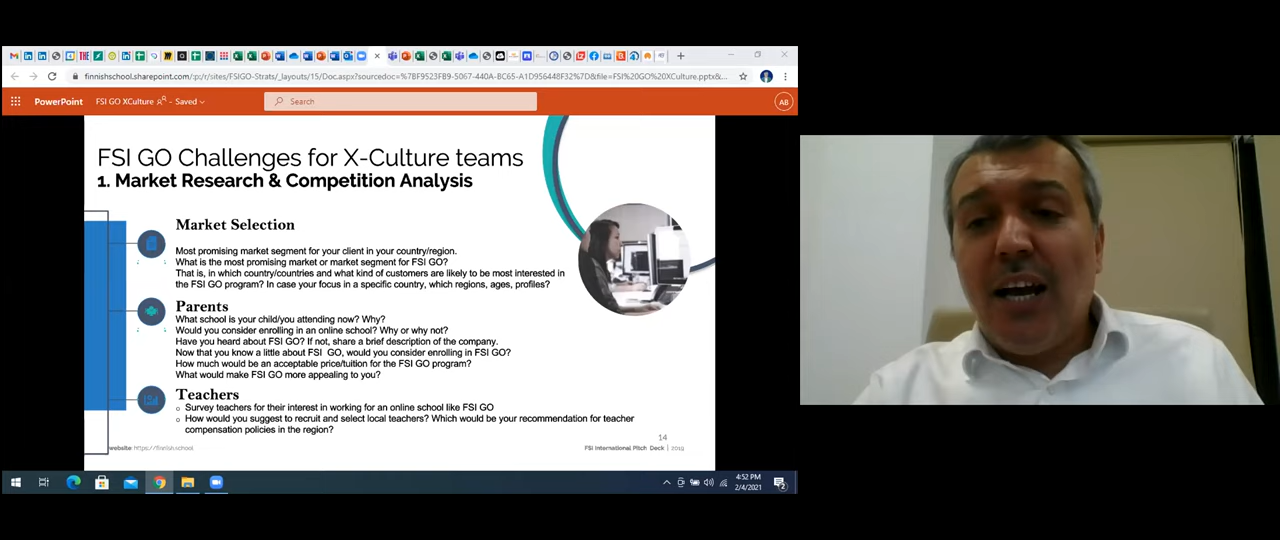 finnishschool.sharepoint.com/:p:/r/sites/FSIGO-Strats/_layouts/15/Doc.aspx?sourcedoc=%7BF9523FB9-5067-440A-BC65-A1D956448F32%7D&file=FSI%20GO%20XCulture.pptx&...
PowerPoint FSI GO XCulture - Saved Search AB
FSI GO Challenges for X-Culture teams
1. Market Research & Competition Analysis
Market Selection
Most promising market segment for your client in your country/region.
What is the most promising market or market segment for FSI GO?
That is, in which country/countries and what kind of customers are likely to be most interested in
the FSI GO program? In case your focus in a specific country, which regions, ages, profiles?
Parents
What school is your child/you attending now? Why?
Would you consider enrolling in an online school? Why or why not?
Have you heard about FSI GO? If not, share a brief description of the company.
Now that you know a little about FSI GO, would you consider enrolling in FSI GO?
How much would be an acceptable price/tuition for the FSI GO program?
What would make FSI GO more appealing to you?
Teachers
Survey teachers for their interest in working for an online school like FSI GO
How would you suggest to recruit and select local teachers? Which would be your recommendation for teacher
compensation policies in the region?
14
website: https://finnish.school FSI International Pitch Deck | 2019
4:52 PM
2/4/2021
2